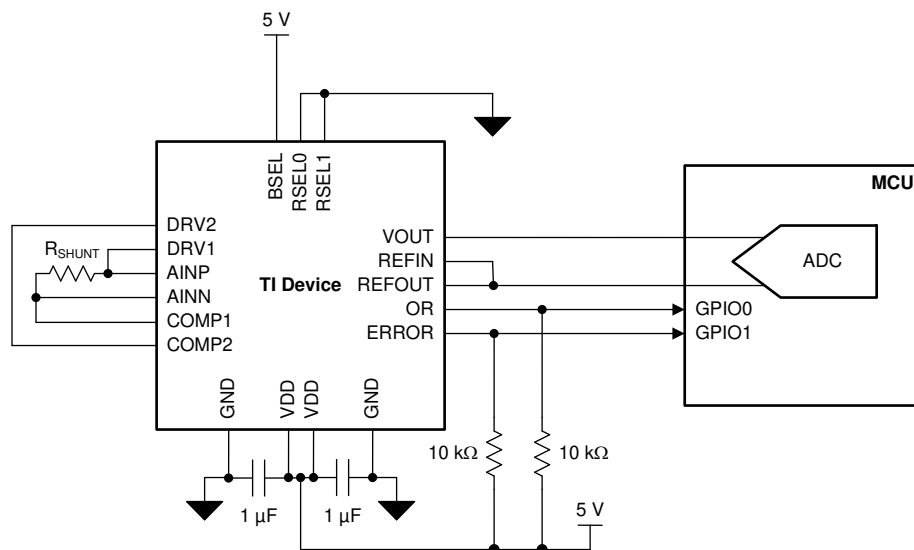 5 V
BSEL
RSEL0
RSEL1
MCU
DRV2
DRV1
AINP
AINN
COMP1
COMP2
RSHUNT
TI Device
VOUT
REFIN
REFOUT
OR
ERROR
ADC
GPIO0
GPIO1
GND
VDD
VDD
GND
10 kΩ
10 kΩ
1 µF
1 µF
5 V